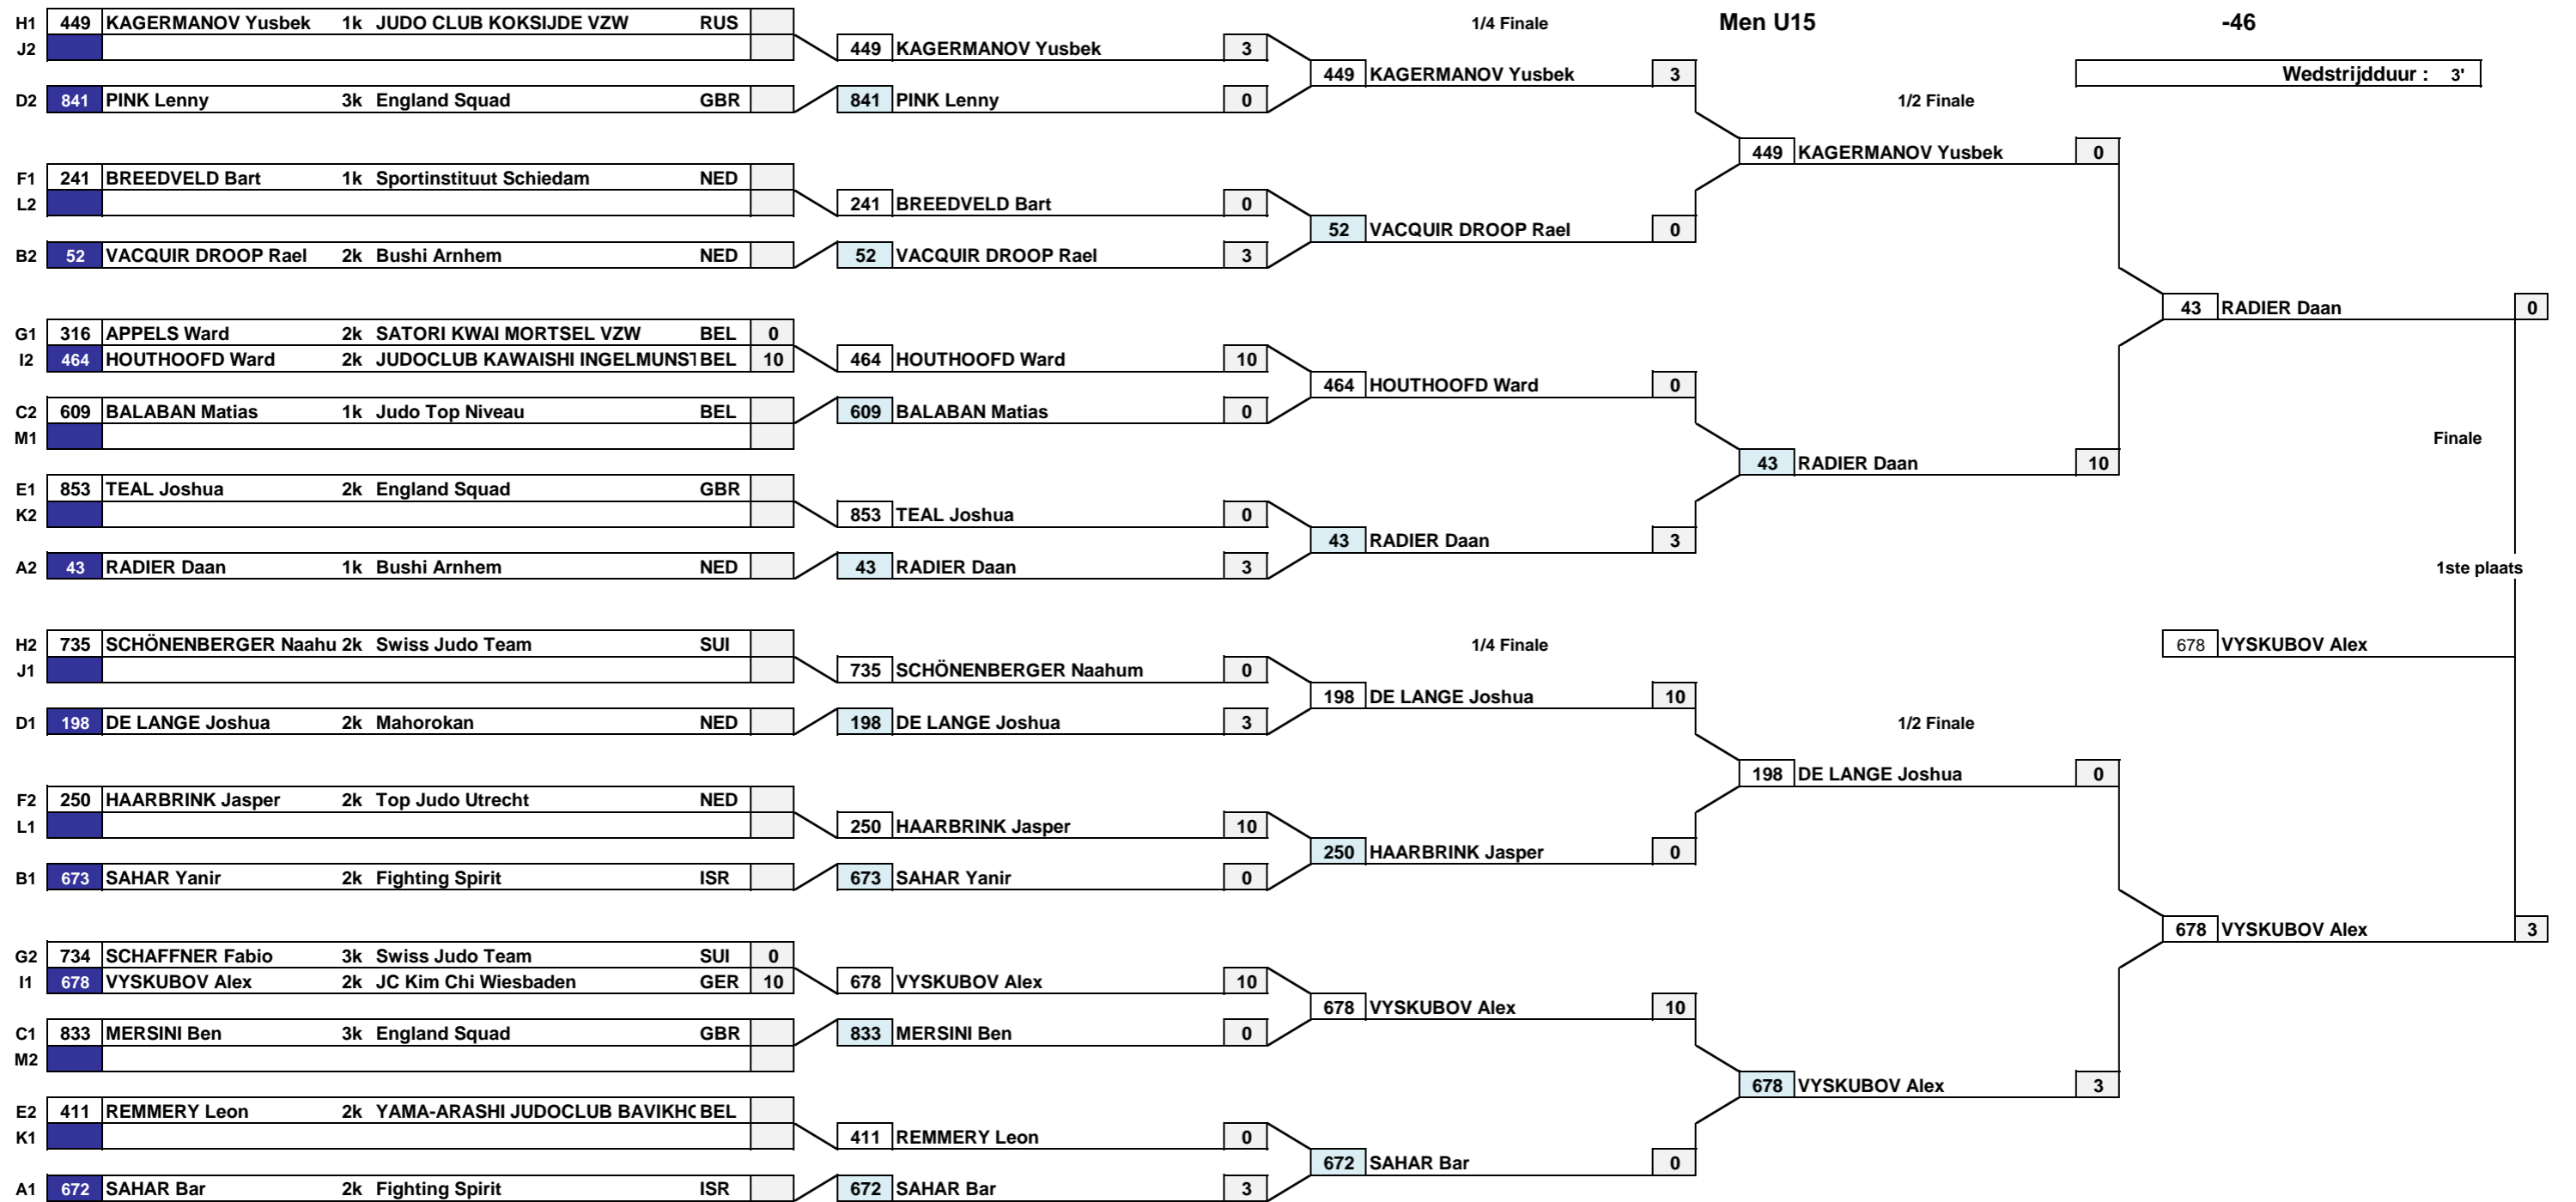 1/4 Finale Men U15 -46
H1 449 KAGERMANOV Yusbek 1k JUDO CLUB KOKSIJDE VZW RUS
J2
449 KAGERMANOV Yusbek 3
449 KAGERMANOV Yusbek 3
Wedstrijdduur : 3'
D2 841 PINK Lenny 3k England Squad GBR
841 PINK Lenny 0
1/2 Finale
449 KAGERMANOV Yusbek 0
F1 241 BREEDVELD Bart 1k Sportinstituut Schiedam NED
L2
241 BREEDVELD Bart 0
52 VACQUIR DROOP Rael 0
B2 52 VACQUIR DROOP Rael 2k Bushi Arnhem NED
52 VACQUIR DROOP Rael 3
43 RADIER Daan 0
G1 316 APPELS Ward 2k SATORI KWAI MORTSEL VZW BEL 0
I2 464 HOUTHOOFD Ward 2k JUDOCLUB KAWAISHI INGELMUNST BEL 10
464 HOUTHOOFD Ward 10
464 HOUTHOOFD Ward 0
C2 609 BALABAN Matias 1k Judo Top Niveau BEL
609 BALABAN Matias 0
M1
Finale
43 RADIER Daan 10
E1 853 TEAL Joshua 2k England Squad GBR
K2
853 TEAL Joshua 0
43 RADIER Daan 3
A2 43 RADIER Daan 1k Bushi Arnhem NED
43 RADIER Daan 3
1ste plaats
H2 735 SCHÖNENBERGER Naahu 2k Swiss Judo Team SUI
1/4 Finale
678 VYSKUBOV Alex
J1
735 SCHÖNENBERGER Naahum 0
198 DE LANGE Joshua 10
D1 198 DE LANGE Joshua 2k Mahorokan NED
198 DE LANGE Joshua 3
1/2 Finale
198 DE LANGE Joshua 0
F2 250 HAARBRINK Jasper 2k Top Judo Utrecht NED
L1
250 HAARBRINK Jasper 10
250 HAARBRINK Jasper 0
B1 673 SAHAR Yanir 2k Fighting Spirit ISR
673 SAHAR Yanir 0
678 VYSKUBOV Alex 3
G2 734 SCHAFFNER Fabio 3k Swiss Judo Team SUI 0
I1 678 VYSKUBOV Alex 2k JC Kim Chi Wiesbaden GER 10
678 VYSKUBOV Alex 10
678 VYSKUBOV Alex 10
C1 833 MERSINI Ben 3k England Squad GBR
833 MERSINI Ben 0
M2
678 VYSKUBOV Alex 3
E2 411 REMMERY Leon 2k YAMA-ARASHI JUDOCLUB BAVIKHO BEL
K1
411 REMMERY Leon 0
672 SAHAR Bar 0
A1 672 SAHAR Bar 2k Fighting Spirit ISR
672 SAHAR Bar 3